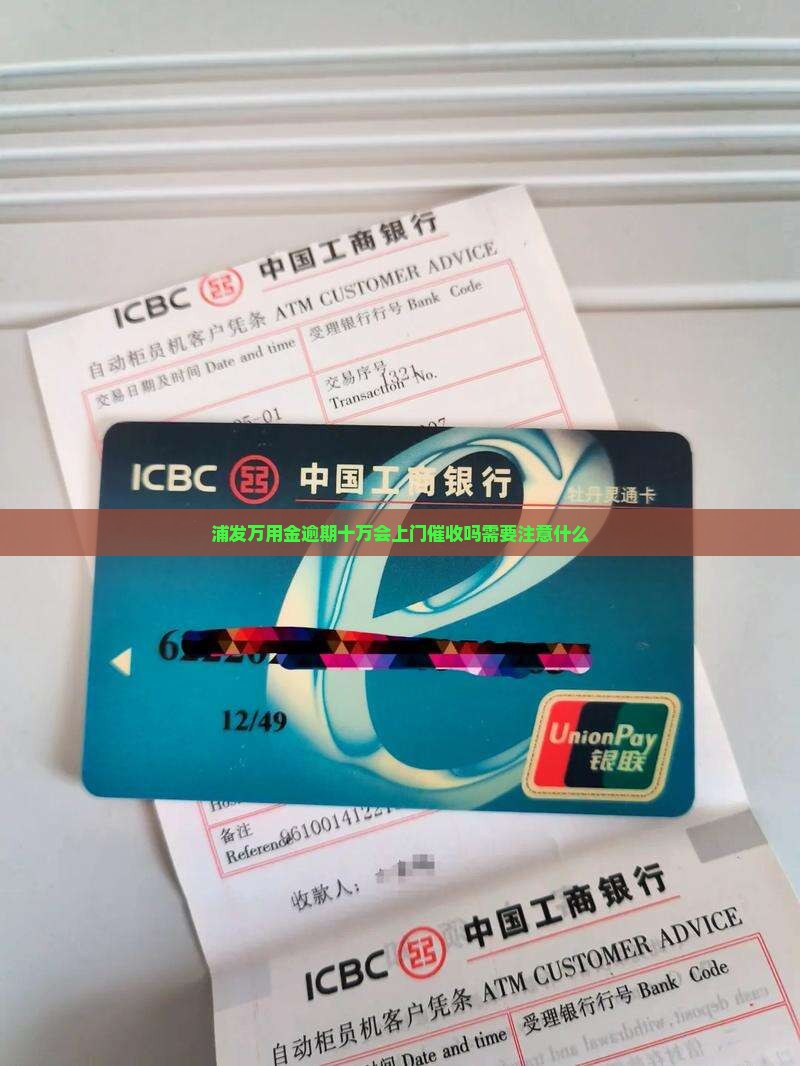 ICBC 中国工商银行
自动柜员机客户凭条 ATM CUSTOMER ADVICE
交易日期及时间 Date and time
受理银行行号 Bank Code
交易序号
Transaction No.
1321
ICBC 中国工商银行
牡丹灵通卡
浦发万用金逾期十万会上门催收吗需要注意什么
12/49
UnionPay
银联
备注
Reference
收款人：
ICBC 中国工商银行
自动柜员机客户凭条 ATM CUSTOMER ADVICE
Date and time
受理银行行号 Bank Code